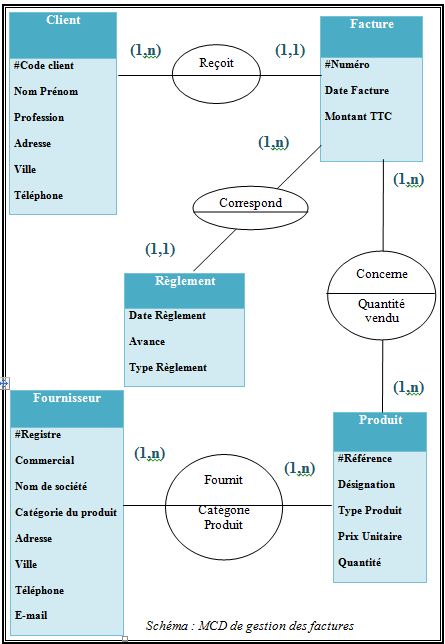 Client
#Code client
Nom Prénom
Profession
Adresse
Ville
Téléphone
(1,n)
Reçoit
(1,1)
Facture
#Numéro
Date Facture
Montant TTC
(1,n)
Correspond
(1,1)
(1,n)
Concerne
Quantité
vendu
(1,n)
Règlement
Date Règlement
Avance
Type Règlement
Fournisseur
#Registre
Commercial
Nom de société
Catégorie du produit
Adresse
Ville
Téléphone
E-mail
(1,n)
Fournit
Catégorie
Produit
(1,n)
Produit
#Référence
Désignation
Type Produit
Prix Unitaire
Quantité
Schéma : MCD de gestion des factures